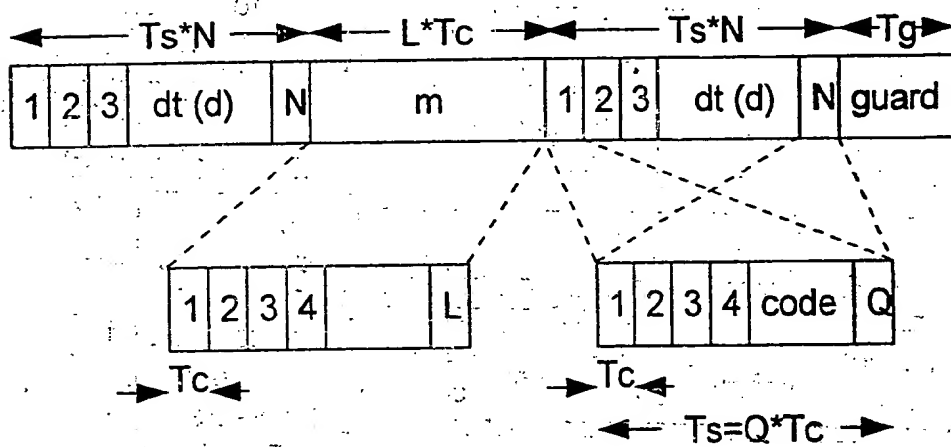 Ts*N L*Tc Ts*N Tg
1 2 3 dt (d) N m 1 2 3 dt (d) N guard
1 2 3 4 L 1 2 3 4 code Q
Tc Tc
Ts=Q*Tc